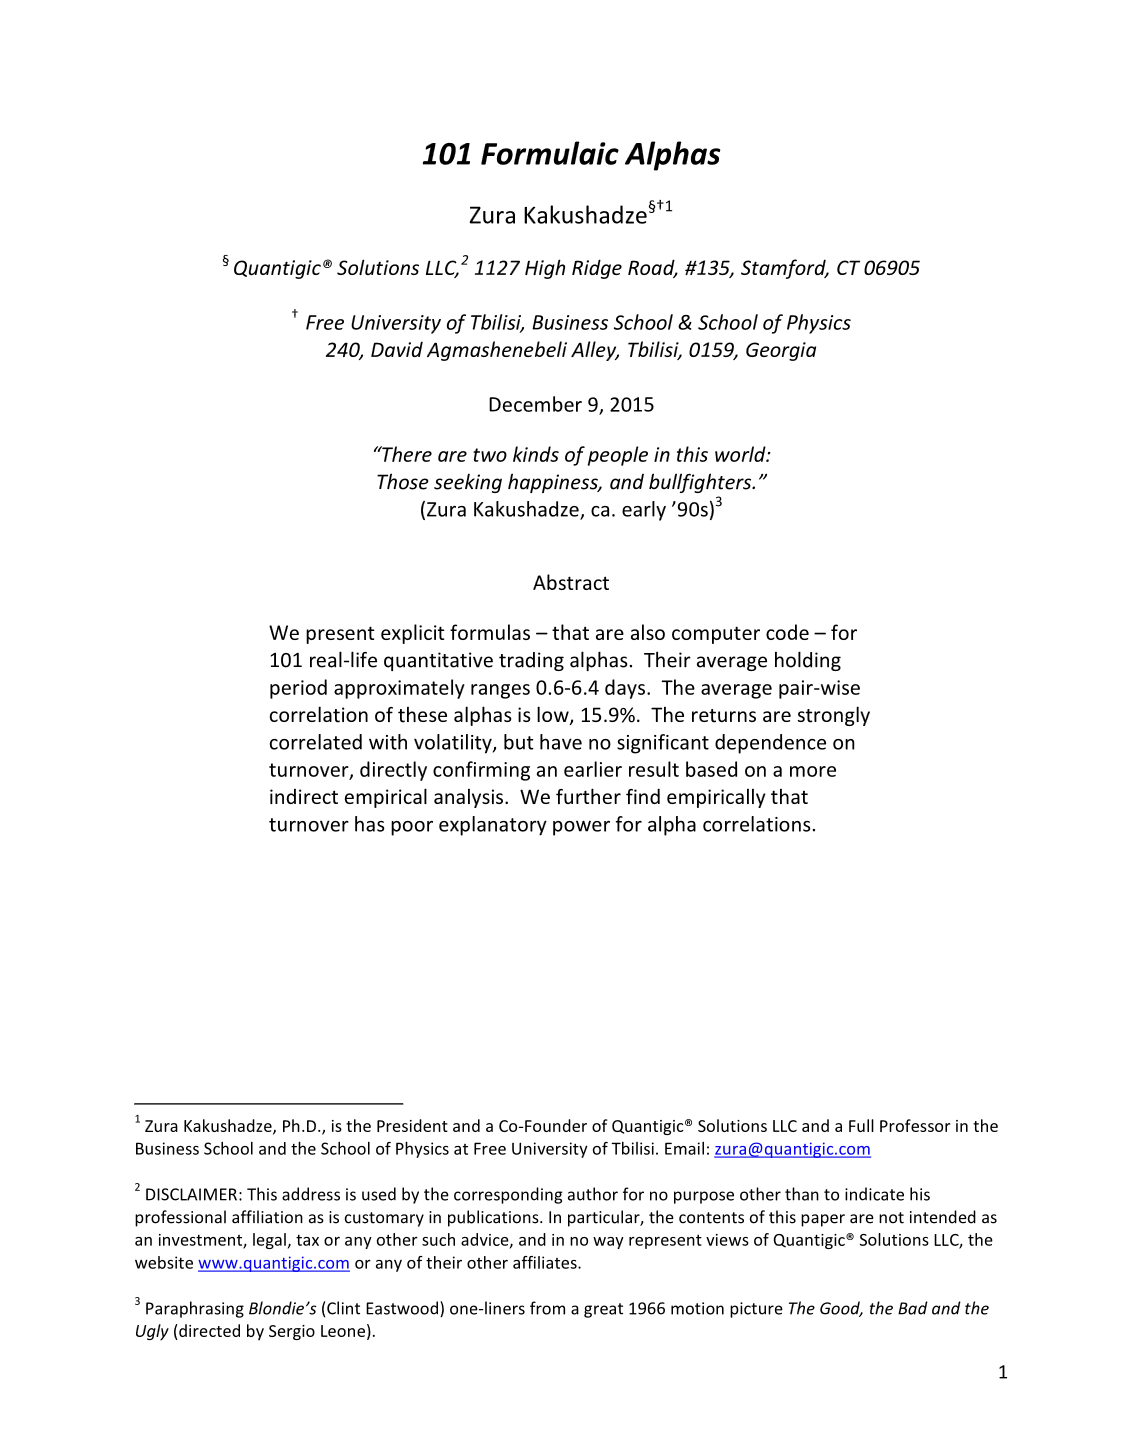 101 Formulaic Alphas
Zura Kakushadze§†1
§ Quantigic® Solutions LLC,2 1127 High Ridge Road, #135, Stamford, CT 06905
† Free University of Tbilisi, Business School & School of Physics
240, David Agmashenebeli Alley, Tbilisi, 0159, Georgia
December 9, 2015
“There are two kinds of people in this world:
Those seeking happiness, and bullfighters.”
(Zura Kakushadze, ca. early ’90s)3
Abstract
We present explicit formulas – that are also computer code – for
101 real-life quantitative trading alphas.  Their average holding
period approximately ranges 0.6-6.4 days.  The average pair-wise
correlation of these alphas is low, 15.9%.  The returns are strongly
correlated with volatility, but have no significant dependence on
turnover, directly confirming an earlier result based on a more
indirect empirical analysis.  We further find empirically that
turnover has poor explanatory power for alpha correlations.
1 Zura Kakushadze, Ph.D., is the President and a Co-Founder of Quantigic® Solutions LLC and a Full Professor in the
Business School and the School of Physics at Free University of Tbilisi. Email: zura@quantigic.com
2 DISCLAIMER: This address is used by the corresponding author for no purpose other than to indicate his
professional affiliation as is customary in publications. In particular, the contents of this paper are not intended as
an investment, legal, tax or any other such advice, and in no way represent views of Quantigic® Solutions LLC, the
website www.quantigic.com or any of their other affiliates.
3 Paraphrasing Blondie’s (Clint Eastwood) one-liners from a great 1966 motion picture The Good, the Bad and the
Ugly (directed by Sergio Leone).
1